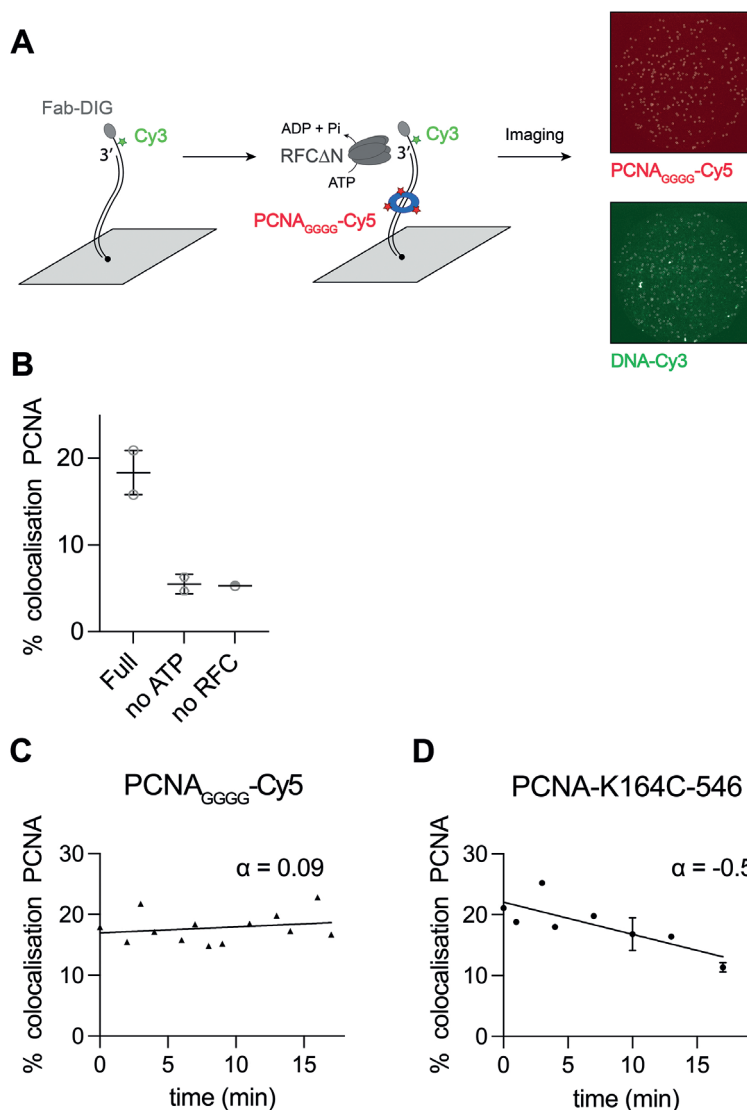 A
Fab-DIG
Cy3
3’
ADP + Pi
RFCΔN
ATP
Cy3
3’
PCNAGGGG-Cy5
Imaging
PCNAGGGG-Cy5
DNA-Cy3
B
% colocalisation PCNA
20
10
0
Full
no ATP
no RFC
C
PCNAGGGG-Cy5
% colocalisation PCNA
30
20
10
0
α = 0.09
0
5
10
15
time (min)
D
PCNA-K164C-546
% colocalisation PCNA
30
20
10
0
α = -0.5
0
5
10
15
time (min)